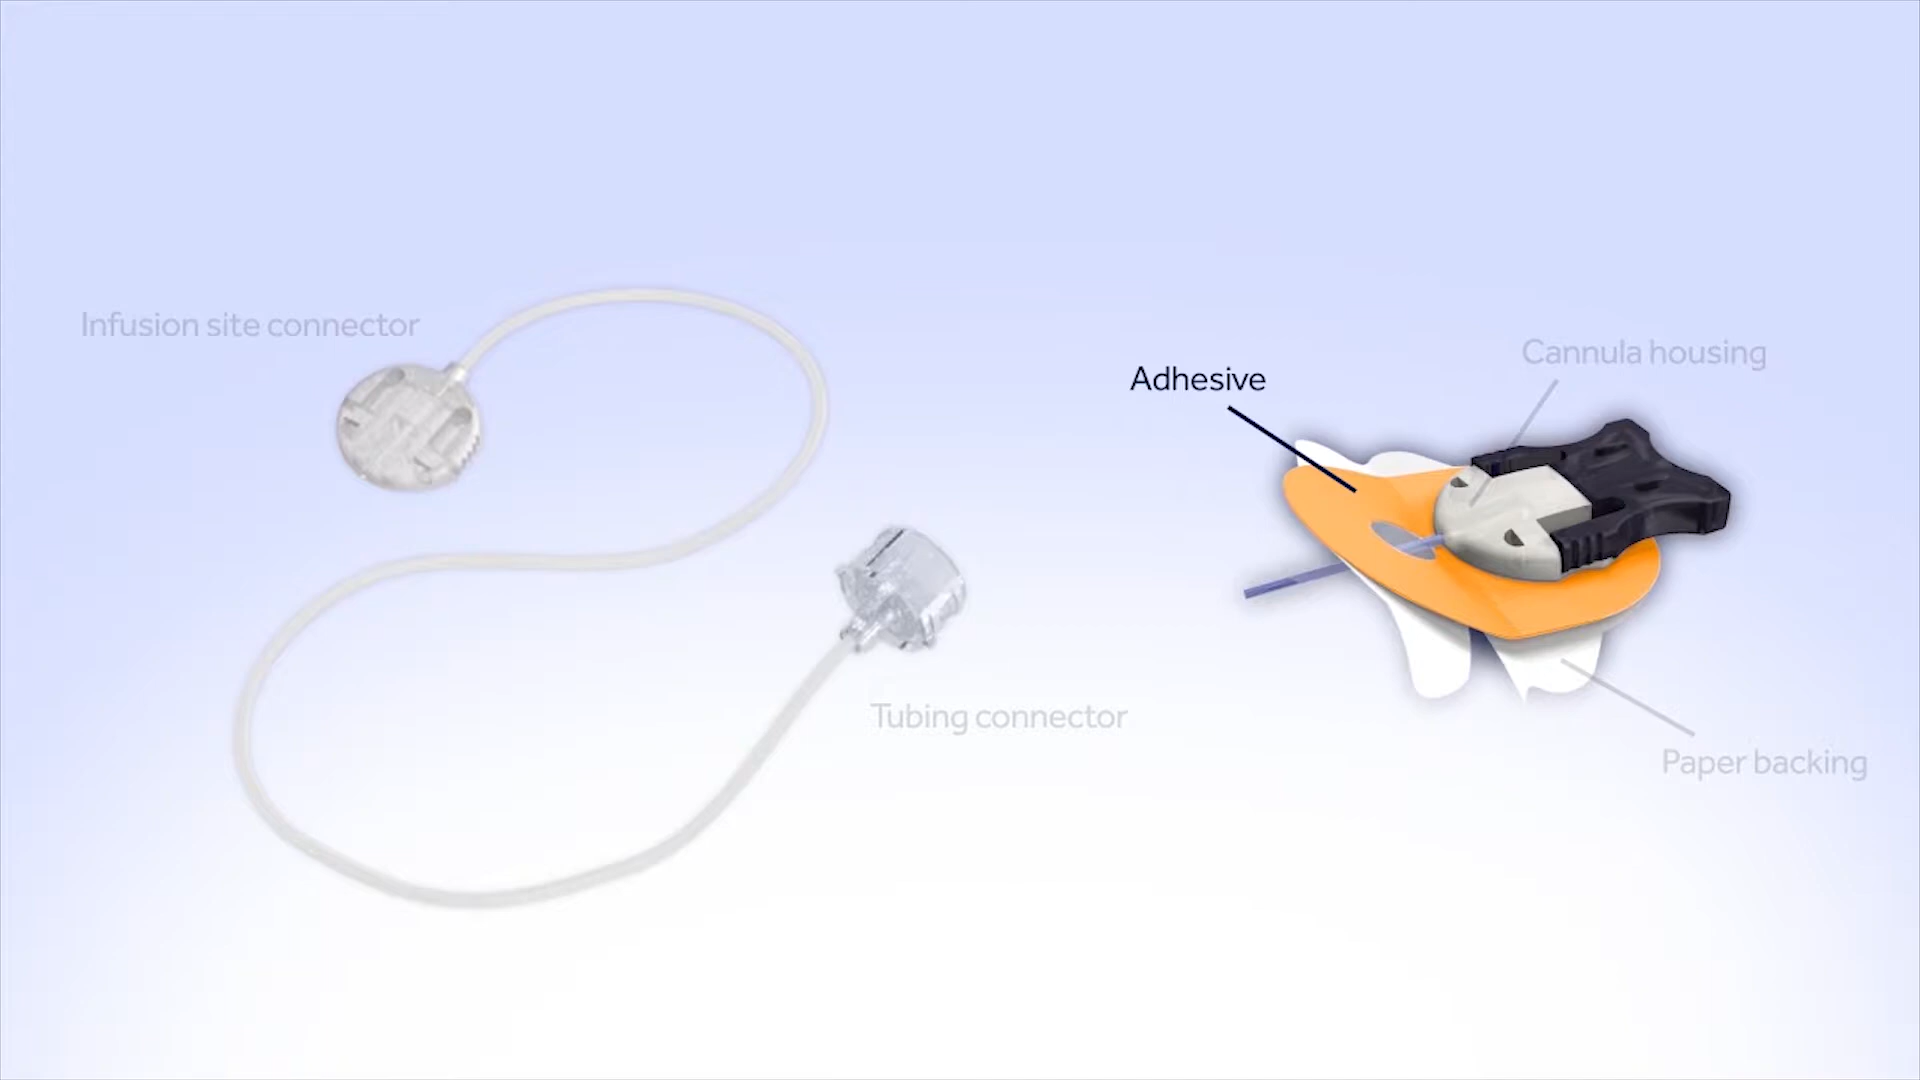 Infusion site connector
Cannula housing
Adhesive
Tubing connector
Paper backing